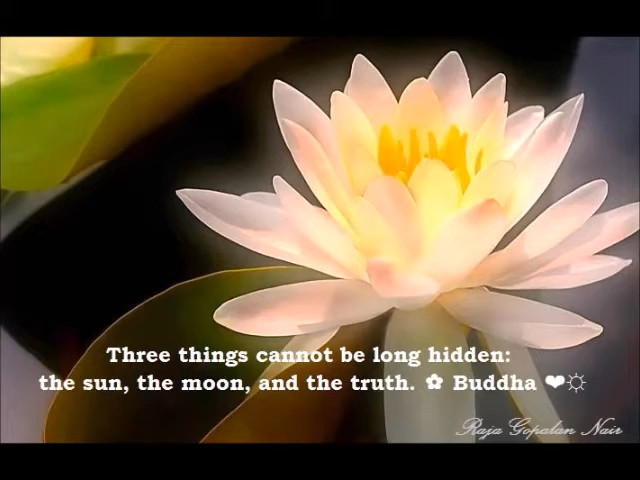 Three things cannot be long hidden:
the sun, the moon, and the truth. ✿ Buddha ❤☼
Raja Gopalan Nair